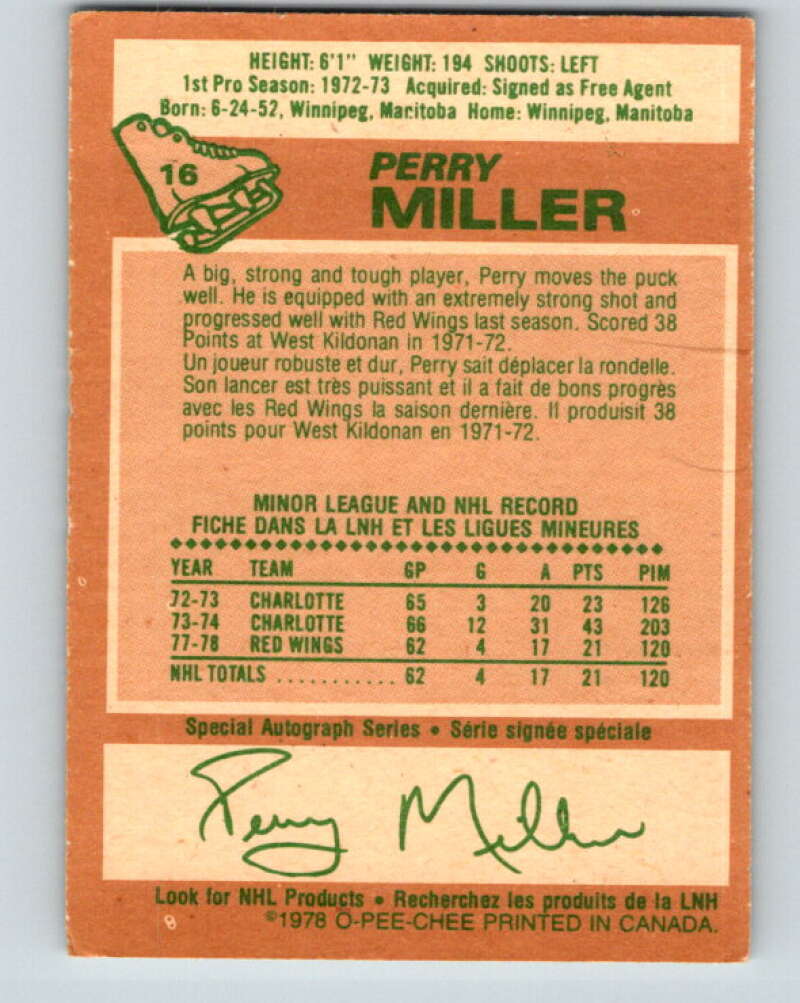 HEIGHT: 6'1" WEIGHT: 194 SHOOTS: LEFT
1st Pro Season: 1972-73 Acquired: Signed as Free Agent
Born: 6-24-52, Winnipeg, Manitoba Home: Winnipeg, Manitoba
16
PERRY
MILLER
A big, strong and tough player, Perry moves the puck
well. He is equipped with an extremely strong shot and
progressed well with Red Wings last season. Scored 38
Points at West Kildonan in 1971-72.
Un joueur robuste et dur, Perry sait déplacer la rondelle.
Son lancer est très puissant et il a fait de bons progrès
avec les Red Wings la saison dernière. Il produisit 38
points pour West Kildonan en 1971-72.
MINOR LEAGUE AND NHL RECORD
FICHE DANS LA LNH ET LES LIGUES MINEURES
YEAR TEAM GP G A PTS PIM
72-73 CHARLOTTE 65 3 20 23 126
73-74 CHARLOTTE 66 12 31 43 203
77-78 RED WINGS 62 4 17 21 120
NHL TOTALS ........... 62 4 17 21 120
Special Autograph Series • Série signée spéciale
Perry Miller
Look for NHL Products • Recherchez les produits de la LNH
©1978 O-PEE-CHEE PRINTED IN CANADA.